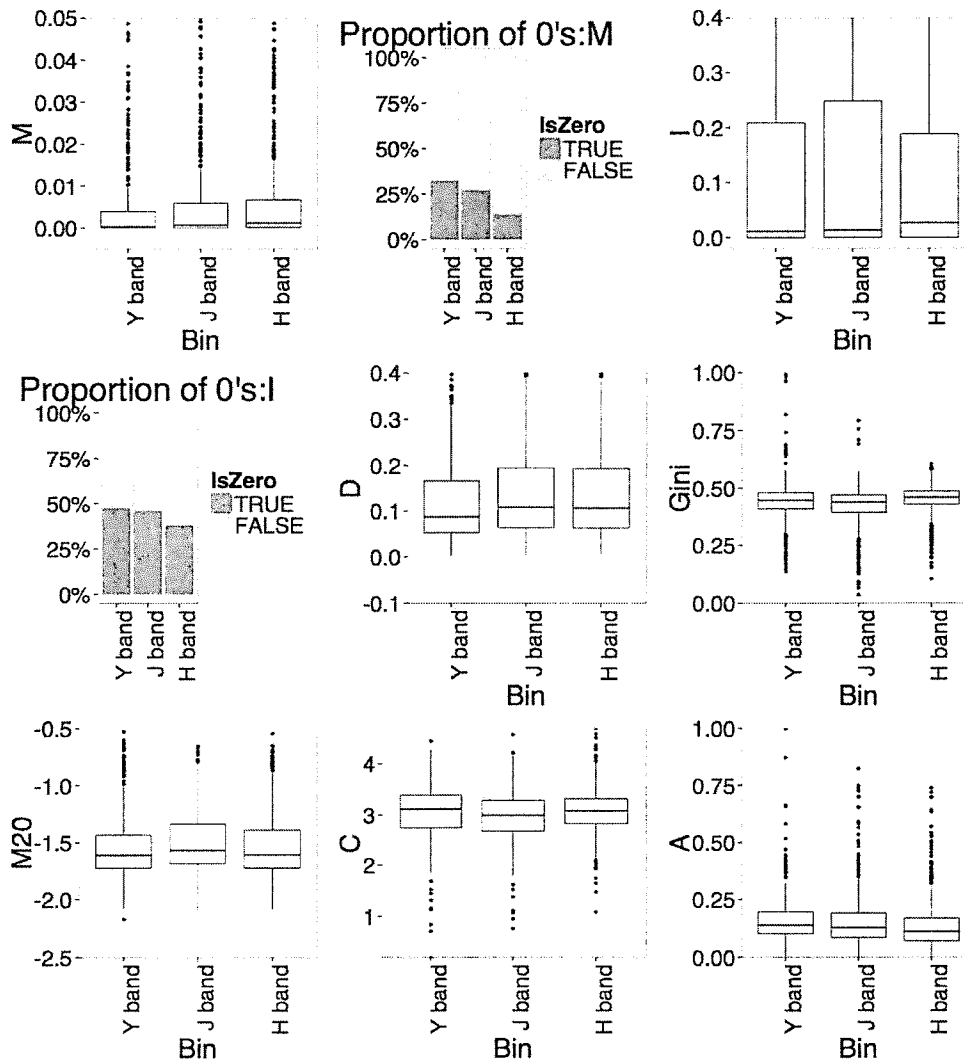 0.05
0.04
0.03
0.02
0.01
0.00
M
Y band
J band
H band
Bin
Proportion of 0's:M
100%
75%
50%
25%
0%
Y band
J band
H band
IsZero
TRUE
FALSE
0.4
0.3
0.2
0.1
0.0
I
Y band
J band
H band
Bin
Proportion of 0's:I
100%
75%
50%
25%
0%
Y band
J band
H band
IsZero
TRUE
FALSE
0.4
0.3
0.2
0.1
0.0
-0.1
D
Y band
J band
H band
Bin
1.00
0.75
0.50
0.25
0.00
Gini
Y band
J band
H band
Bin
-0.5
-1.0
-1.5
-2.0
-2.5
M20
Y band
J band
H band
Bin
4
3
2
1
C
Y band
J band
H band
Bin
1.00
0.75
0.50
0.25
0.00
A
Y band
J band
H band
Bin